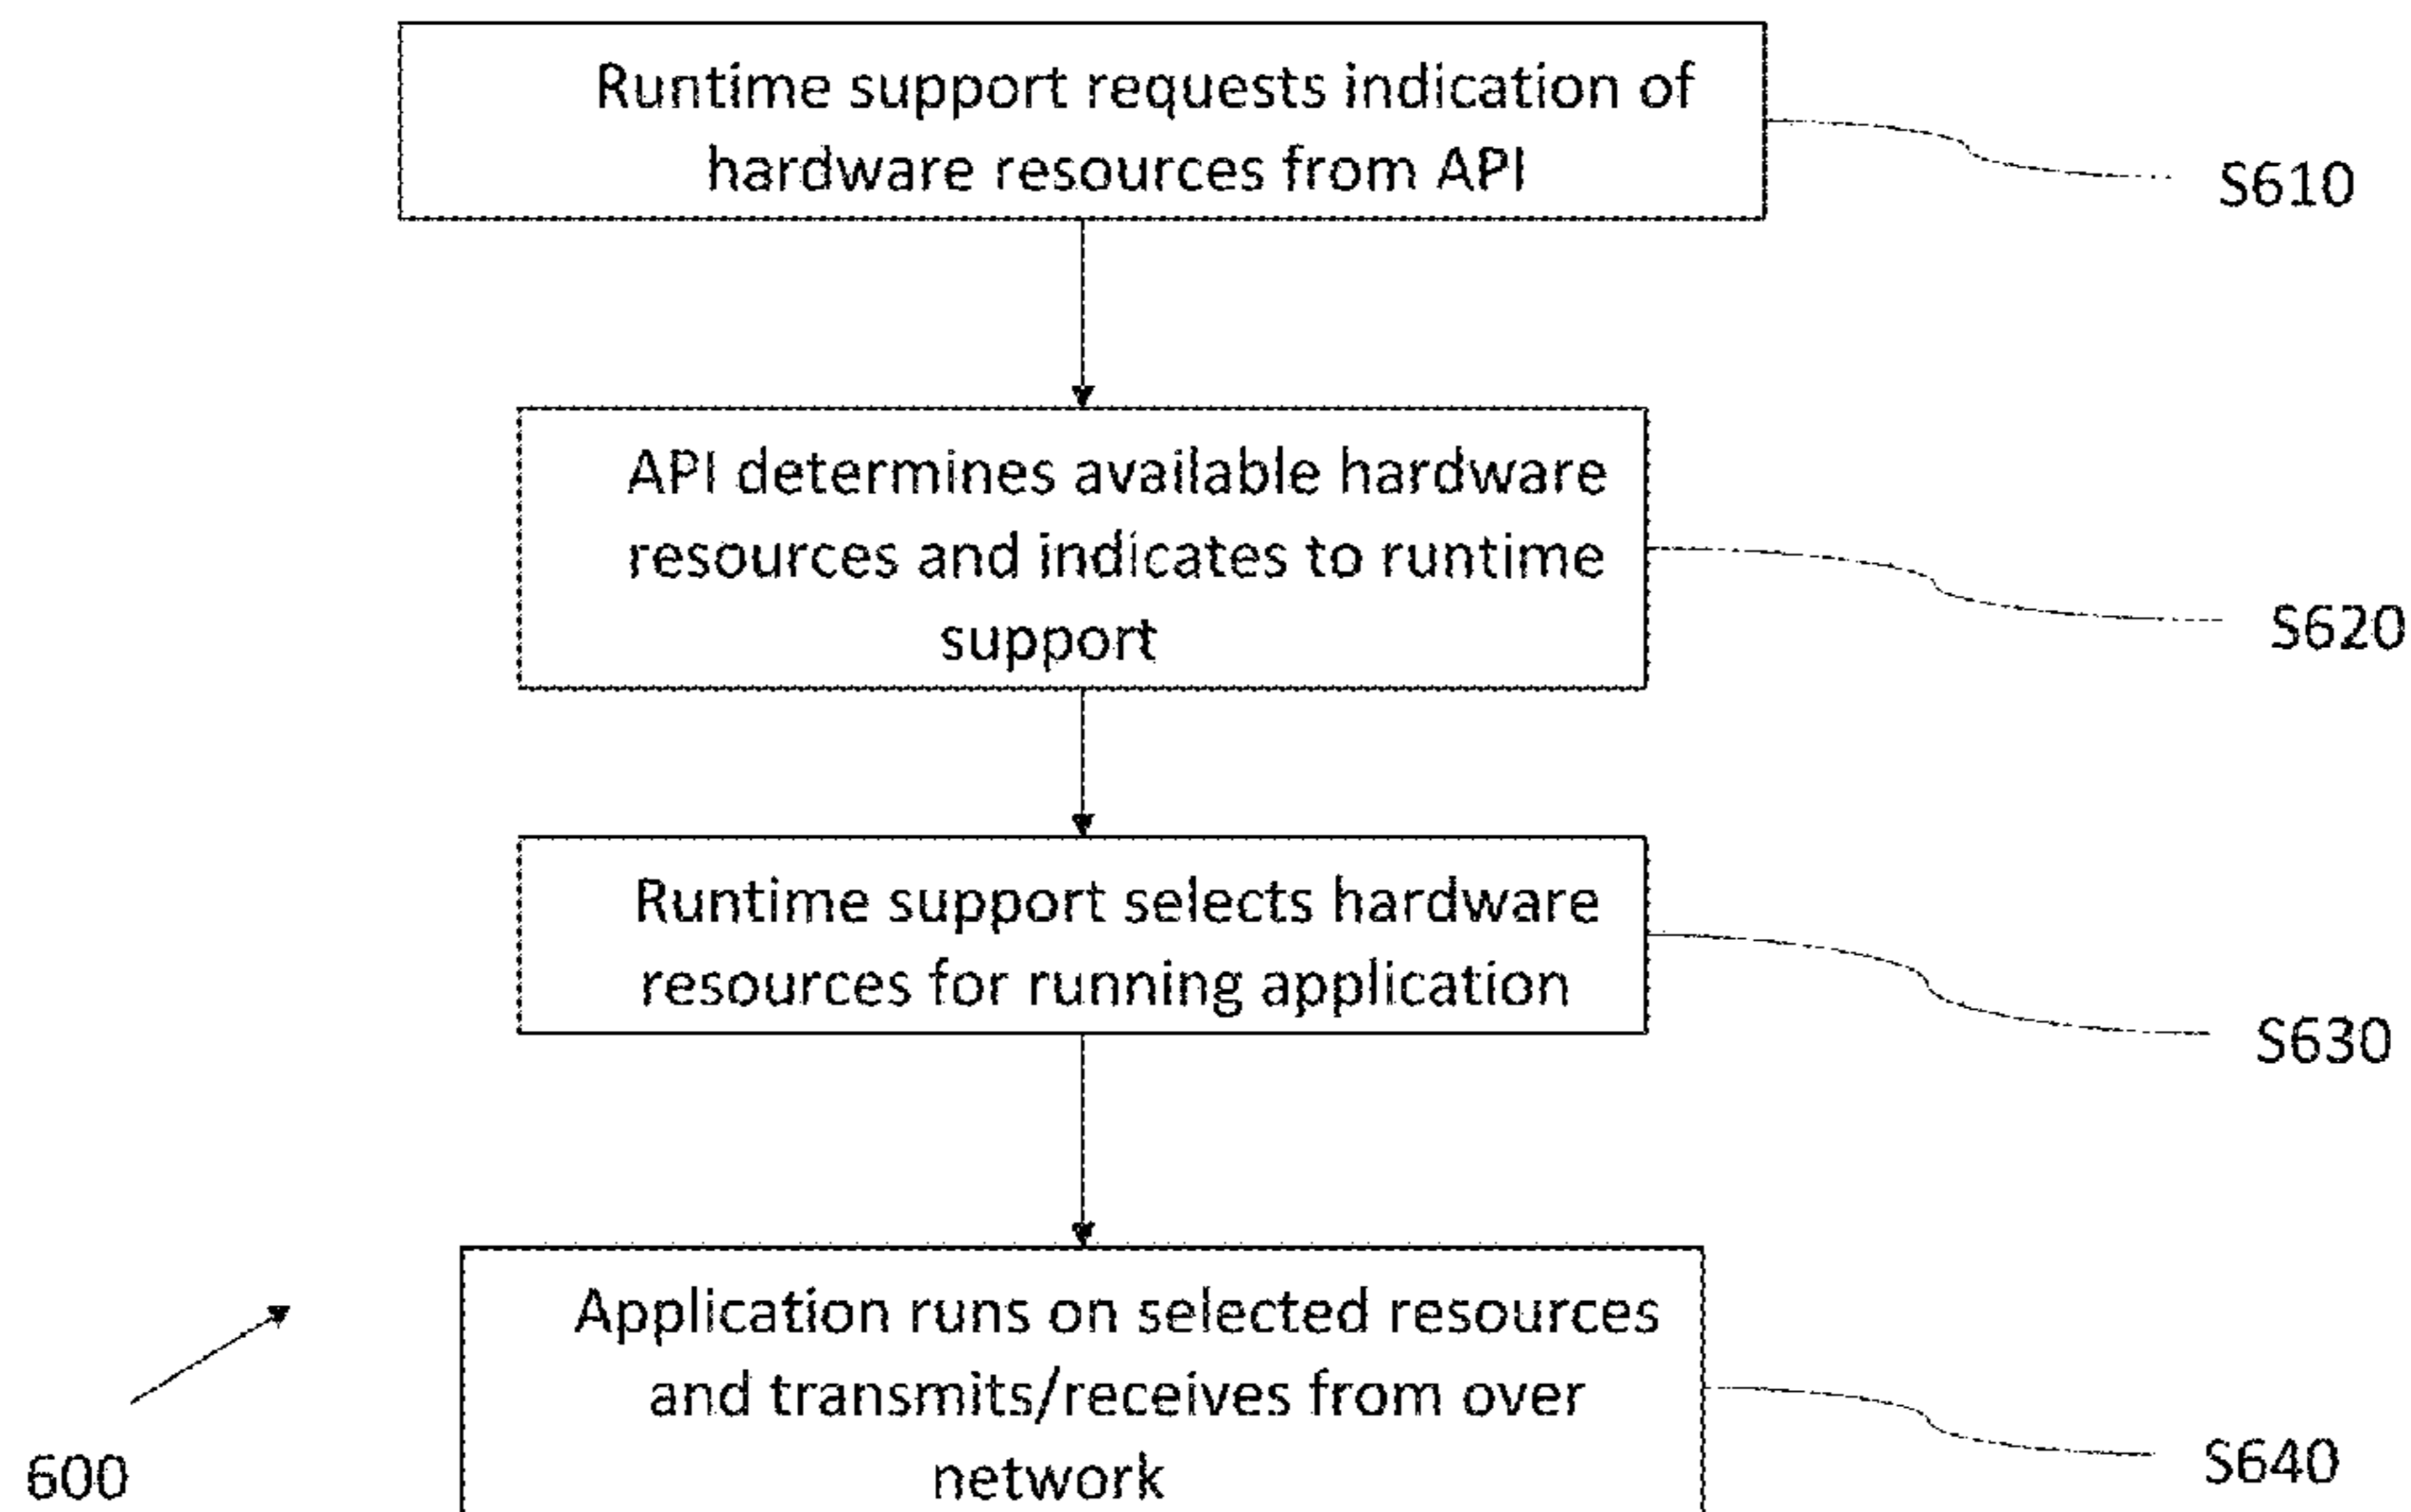 Runtime support requests indication of
hardware resources from API
S610
API determines available hardware
resources and indicates to runtime
support
S620
Runtime support selects hardware
resources for running application
S630
Application runs on selected resources
and transmits/receives from over
network
S640
600